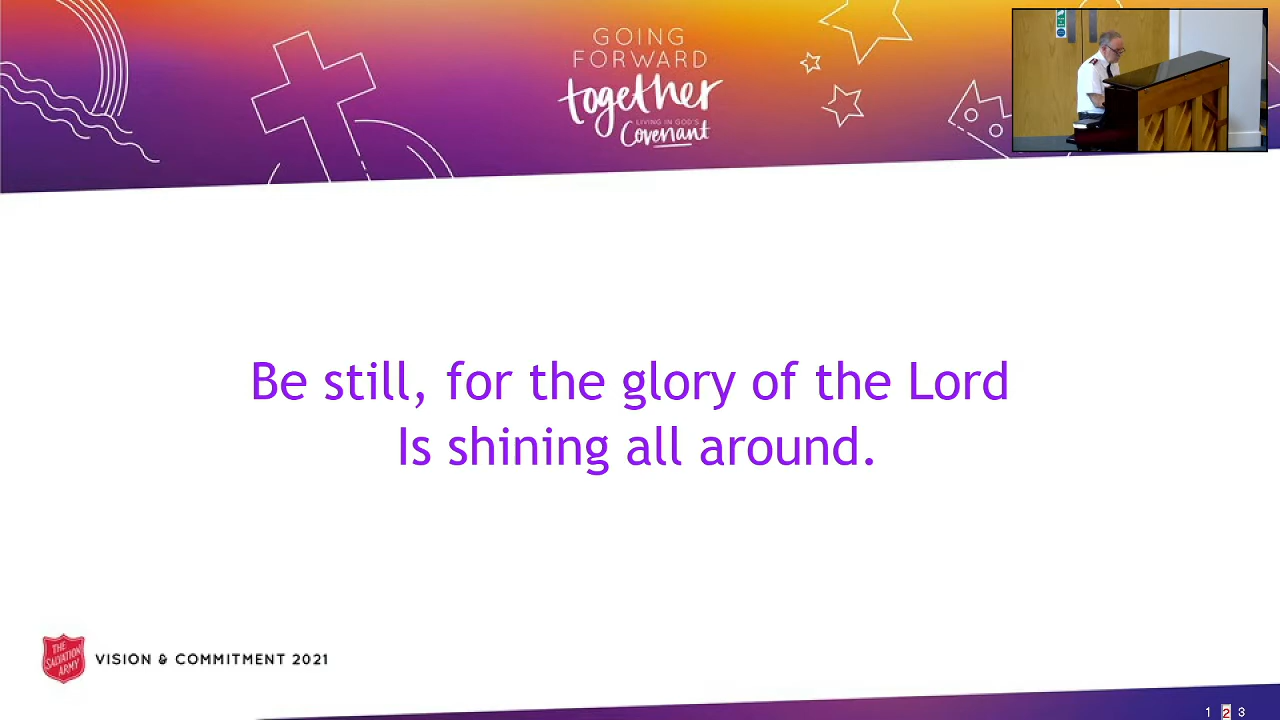 GOING
FORWARD
together
LIVING IN GOD'S
Covenant
Be still, for the glory of the Lord
Is shining all around.
THE
SALVATION
ARMY
VISION & COMMITMENT 2021
1 2 3